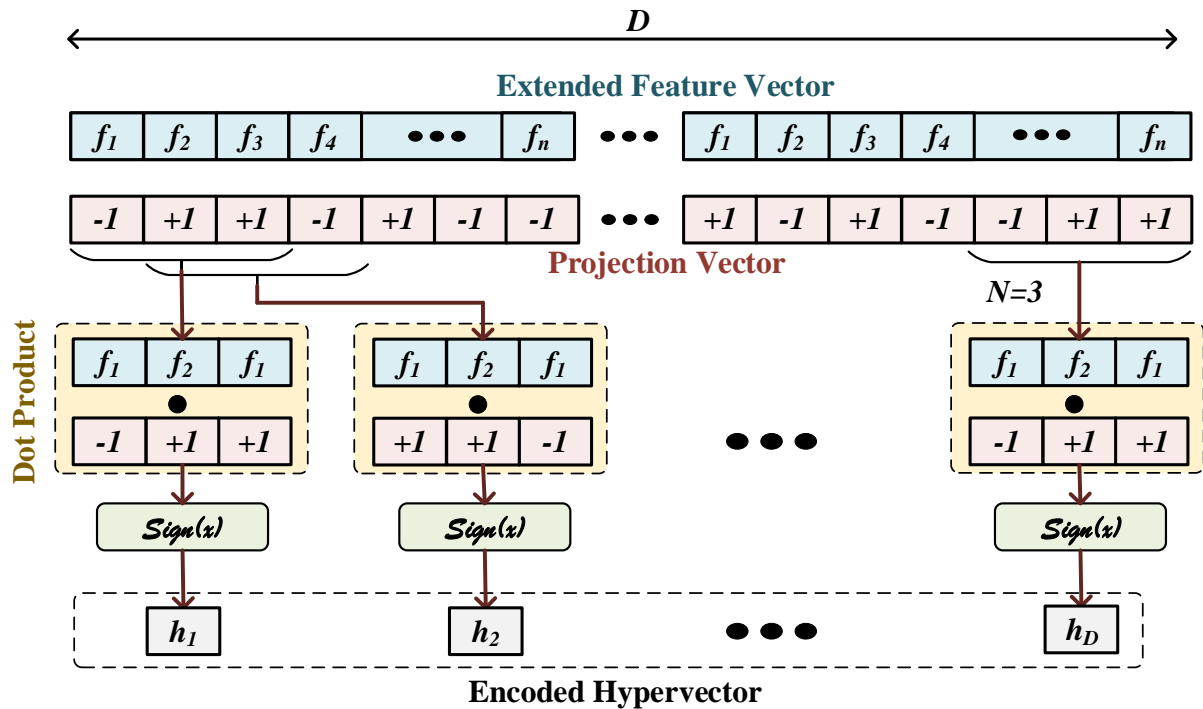 D
Extended Feature Vector
f1 f2 f3 f4 ••• fn ••• f1 f2 f3 f4 ••• fn
-1 +1 +1 -1 +1 -1 -1 ••• +1 -1 +1 -1 -1 +1 +1
Projection Vector
N=3
Dot Product
f1 f2 f1 f1 f2 f1 f1 f2 f1
-1 +1 +1 +1 +1 -1 ••• -1 +1 +1
Sign(x) Sign(x) Sign(x)
h1 h2 ••• hD
Encoded Hypervector